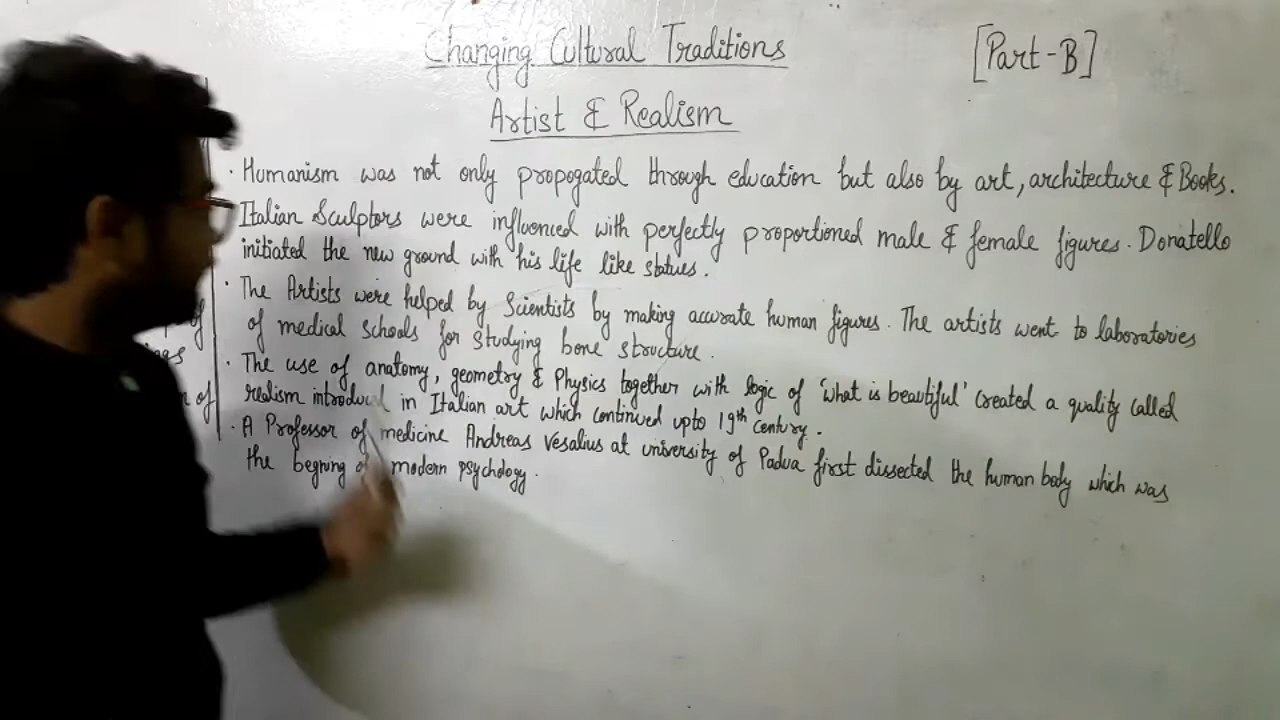 Changing Cultural Traditions
[Part-B]
Artist & Realism
· Humanism was not only propogated through education but also by art, architecture & Books.
Italian Sculptors were influenced with perfectly proportioned male & female figures. Donatello
initiated the new ground with his life like statues.
· The Artists were helped by Scientists by making accurate human figures. The artists went to laboratories
of medical schools for studying bone structure.
· The use of anatomy, geometry & Physics together with logic of 'what is beautiful' created a quality called
realism introduced in Italian art which continued upto 19th century.
· A Professor of medicine Andreas Vesalius at university of Padua first dissected the human body which was
the begning of modern psychology.
of
of